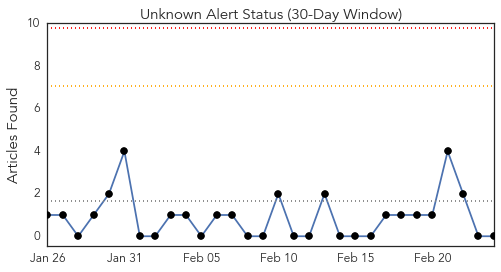 Unknown Alert Status (30-Day Window)
Articles Found
10
8
6
4
2
0
Jan 26
Jan 31
Feb 05
Feb 10
Feb 15
Feb 20